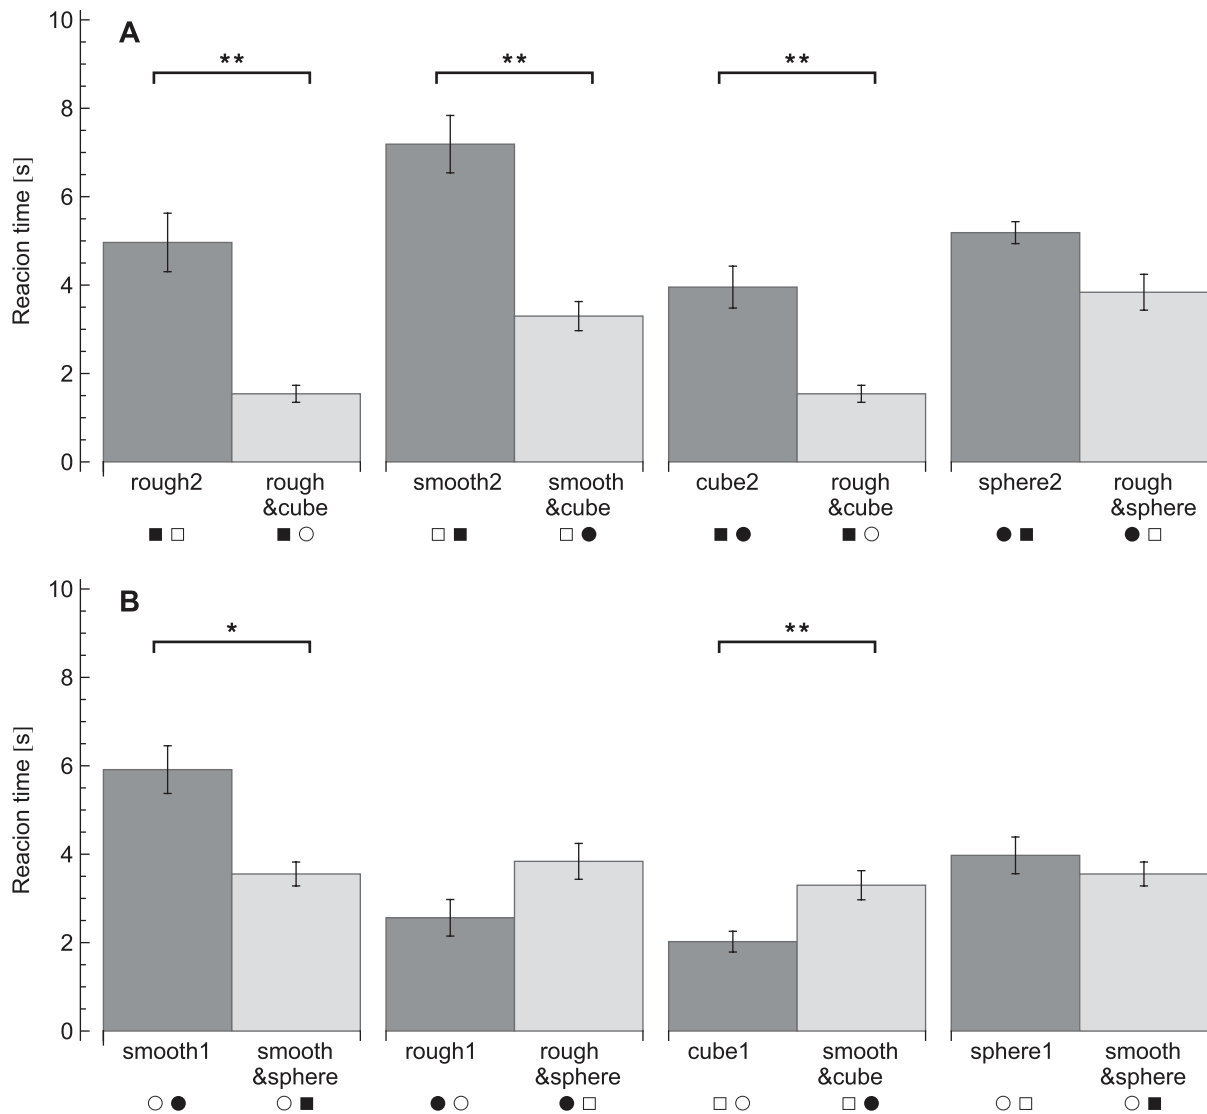 A
Reacion time [s]
10
8
6
4
2
0
**
**
**
rough2
rough
&cube
smooth2
smooth
&cube
cube2
rough
&cube
sphere2
rough
&sphere
B
Reacion time [s]
10
8
6
4
2
0
*
**
smooth1
smooth
&sphere
rough1
rough
&sphere
cube1
smooth
&cube
sphere1
smooth
&sphere